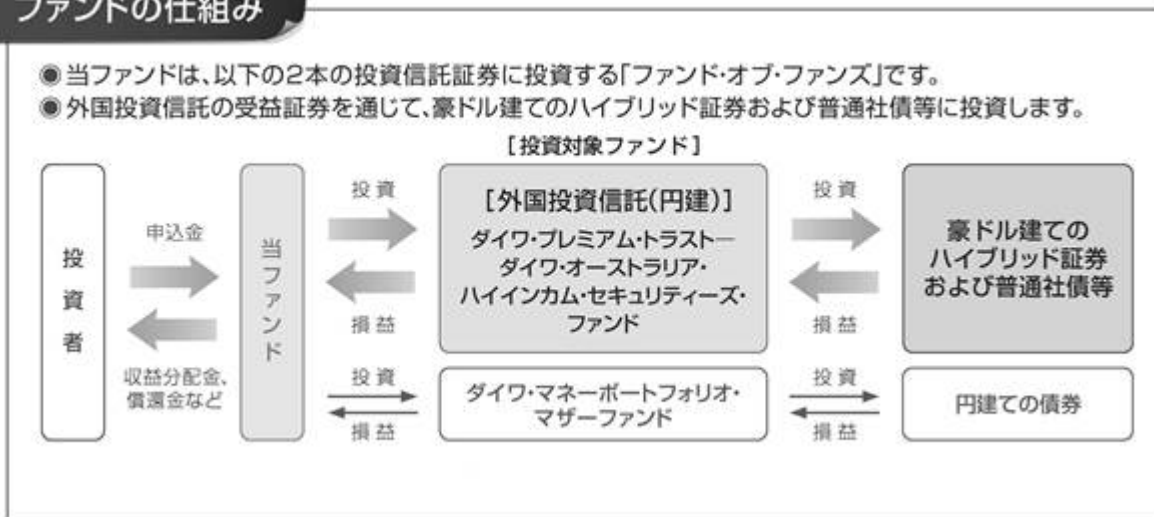 ファンドの仕組み
◉当ファンドは、以下の2本の投資信託証券に投資する「ファンド・オブ・ファンズ」です。
◉外国投資信託の受益証券を通じて、豪ドル建てのハイブリッド証券および普通社債等に投資します。
[投資対象ファンド]
投資者
申込金
収益分配金、
償還金など
当ファンド
投資
損益
[外国投資信託(円建)]
ダイワ・プレミアム・トラスト―
ダイワ・オーストラリア・
ハイインカム・セキュリティーズ・
ファンド
投資
損益
豪ドル建ての
ハイブリッド証券
および普通社債等
投資
損益
ダイワ・マネーポートフォリオ・
マザーファンド
投資
損益
円建ての債券